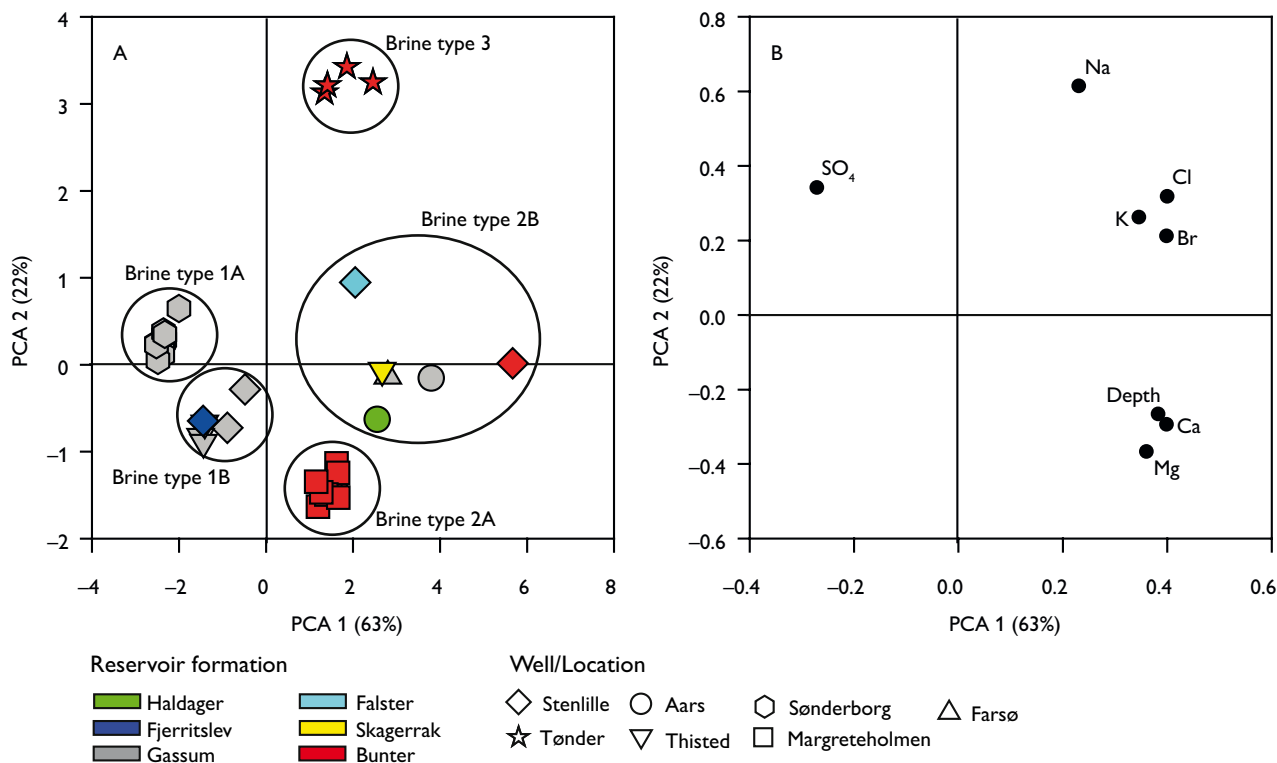 A
Brine type 3
Brine type 2B
Brine type 1A
Brine type 1B
Brine type 2A
4
3
2
1
0
–1
–2
PCA 2 (22%)
–4
–2
0
2
4
6
8
PCA 1 (63%)
B
Na
SO4
Cl
K
Br
Depth
Ca
Mg
0.8
0.6
0.4
0.2
0.0
–0.2
–0.4
–0.6
PCA 2 (22%)
–0.4
–0.2
0.0
0.2
0.4
0.6
PCA 1 (63%)
Reservoir formation
Haldager
Falster
Fjerritslev
Skagerrak
Gassum
Bunter
Well/Location
Stenlille
Aars
Sønderborg
Farsø
Tønder
Thisted
Margreteholmen